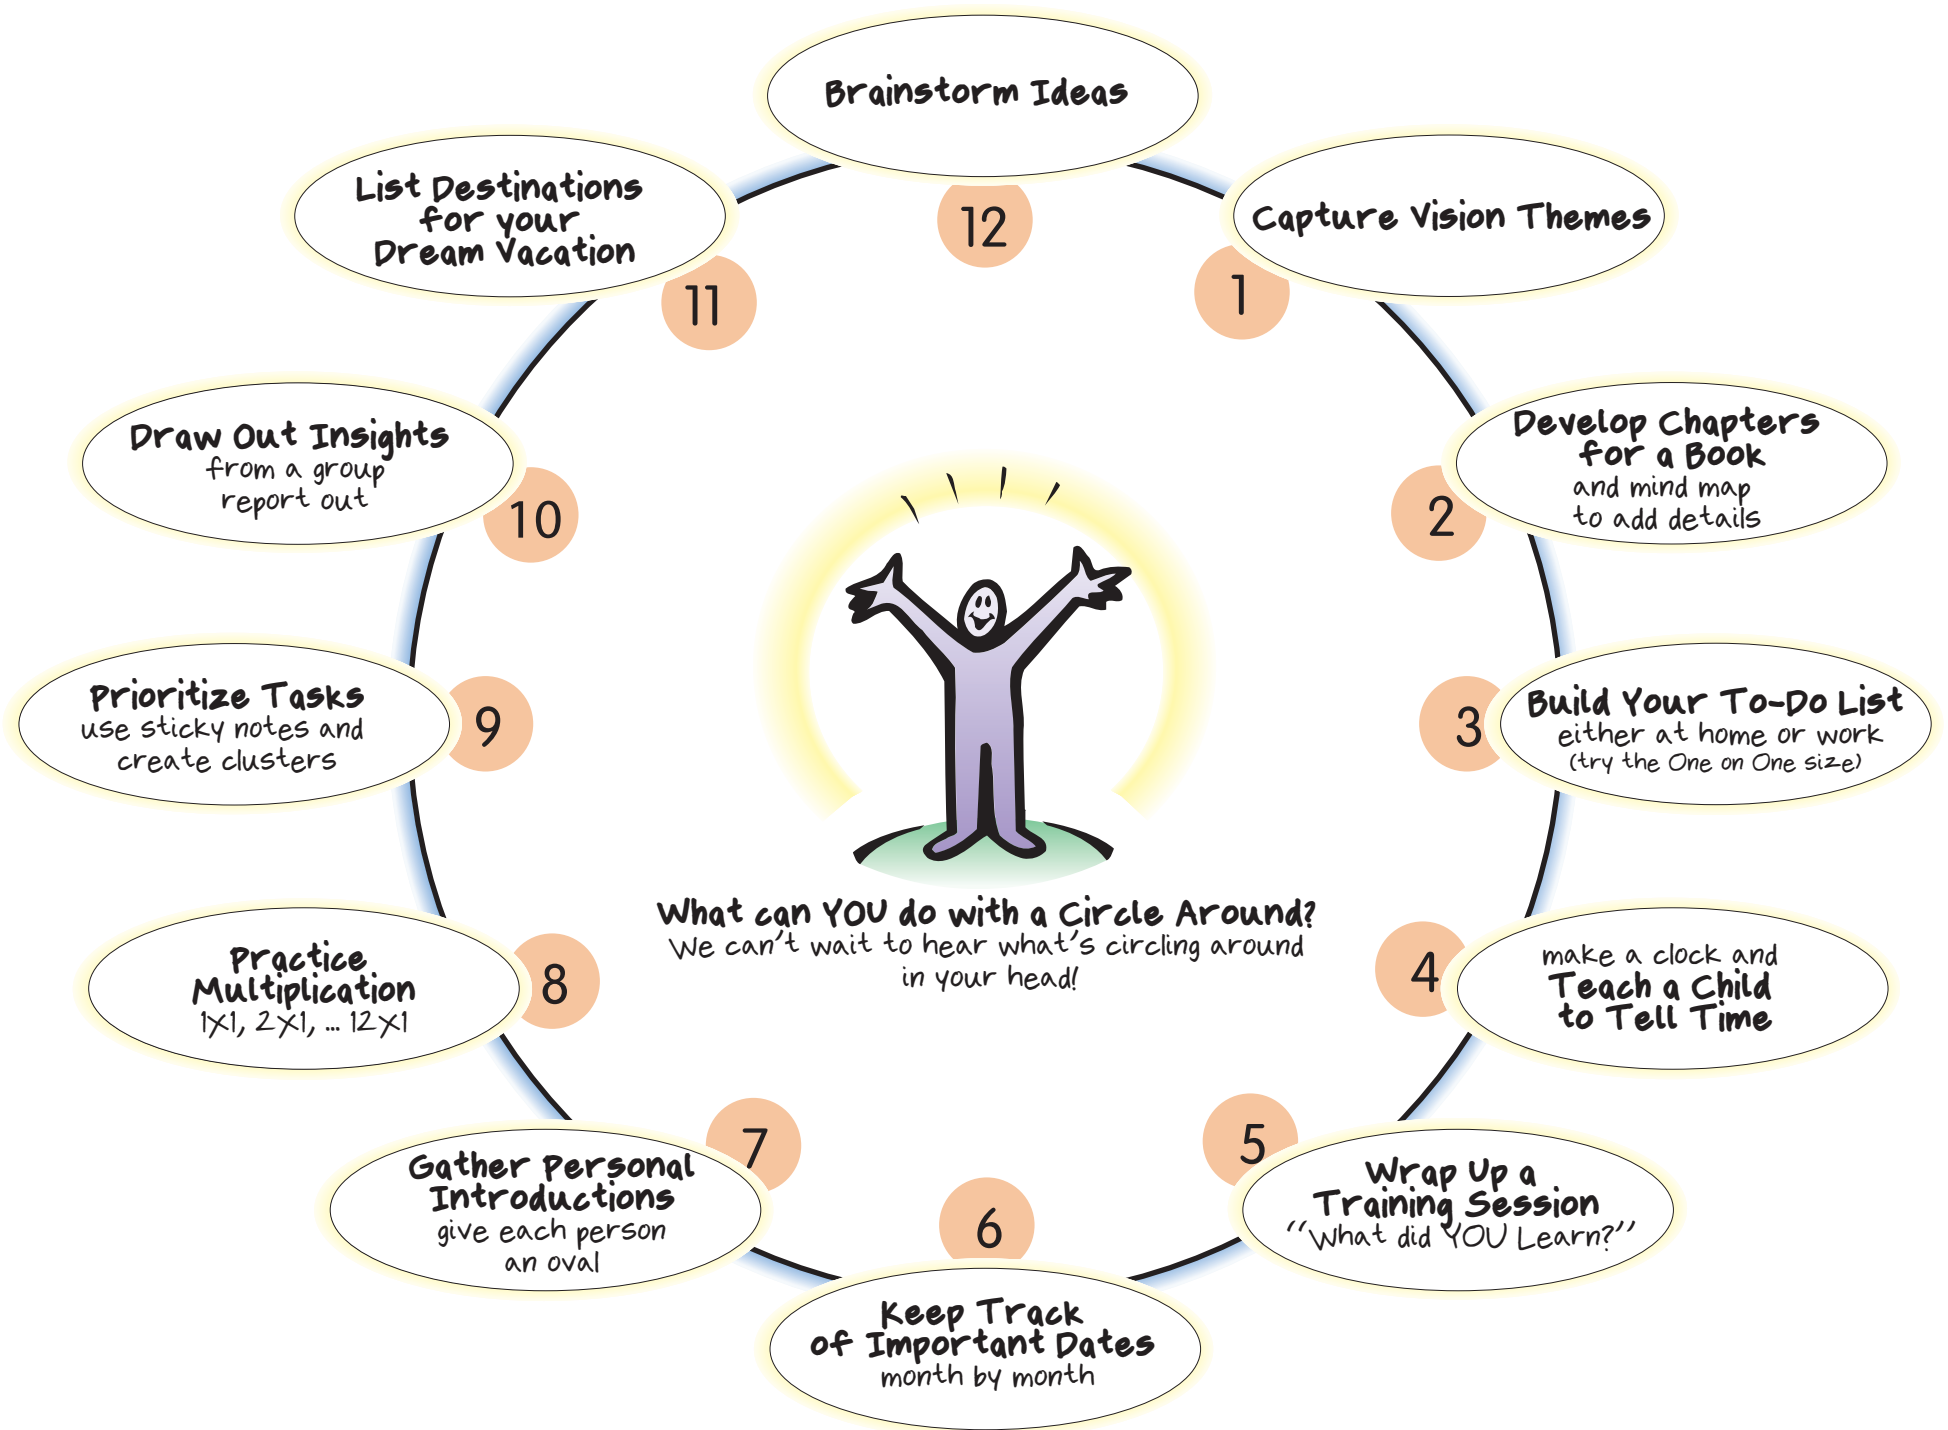 Brainstorm Ideas
12
Capture Vision Themes
1
Develop Chapters
for a Book
and mind map
to add details
2
Build Your To-Do List
either at home or work
(try the One on One size)
3
make a clock and
Teach a Child
to Tell Time
4
Wrap Up a
Training Session
‘‘What did YOU Learn?’’
5
Keep Track
of Important Dates
month by month
6
Gather Personal
Introductions
give each person
an oval
7
Practice
Multiplication
1X1, 2X1, ... 12X1
8
Prioritize Tasks
use sticky notes and
create clusters
9
Draw Out Insights
from a group
report out
10
List Destinations
for your
Dream Vacation
11
What can YOU do with a Circle Around?
We can't wait to hear what's circling around
in your head!